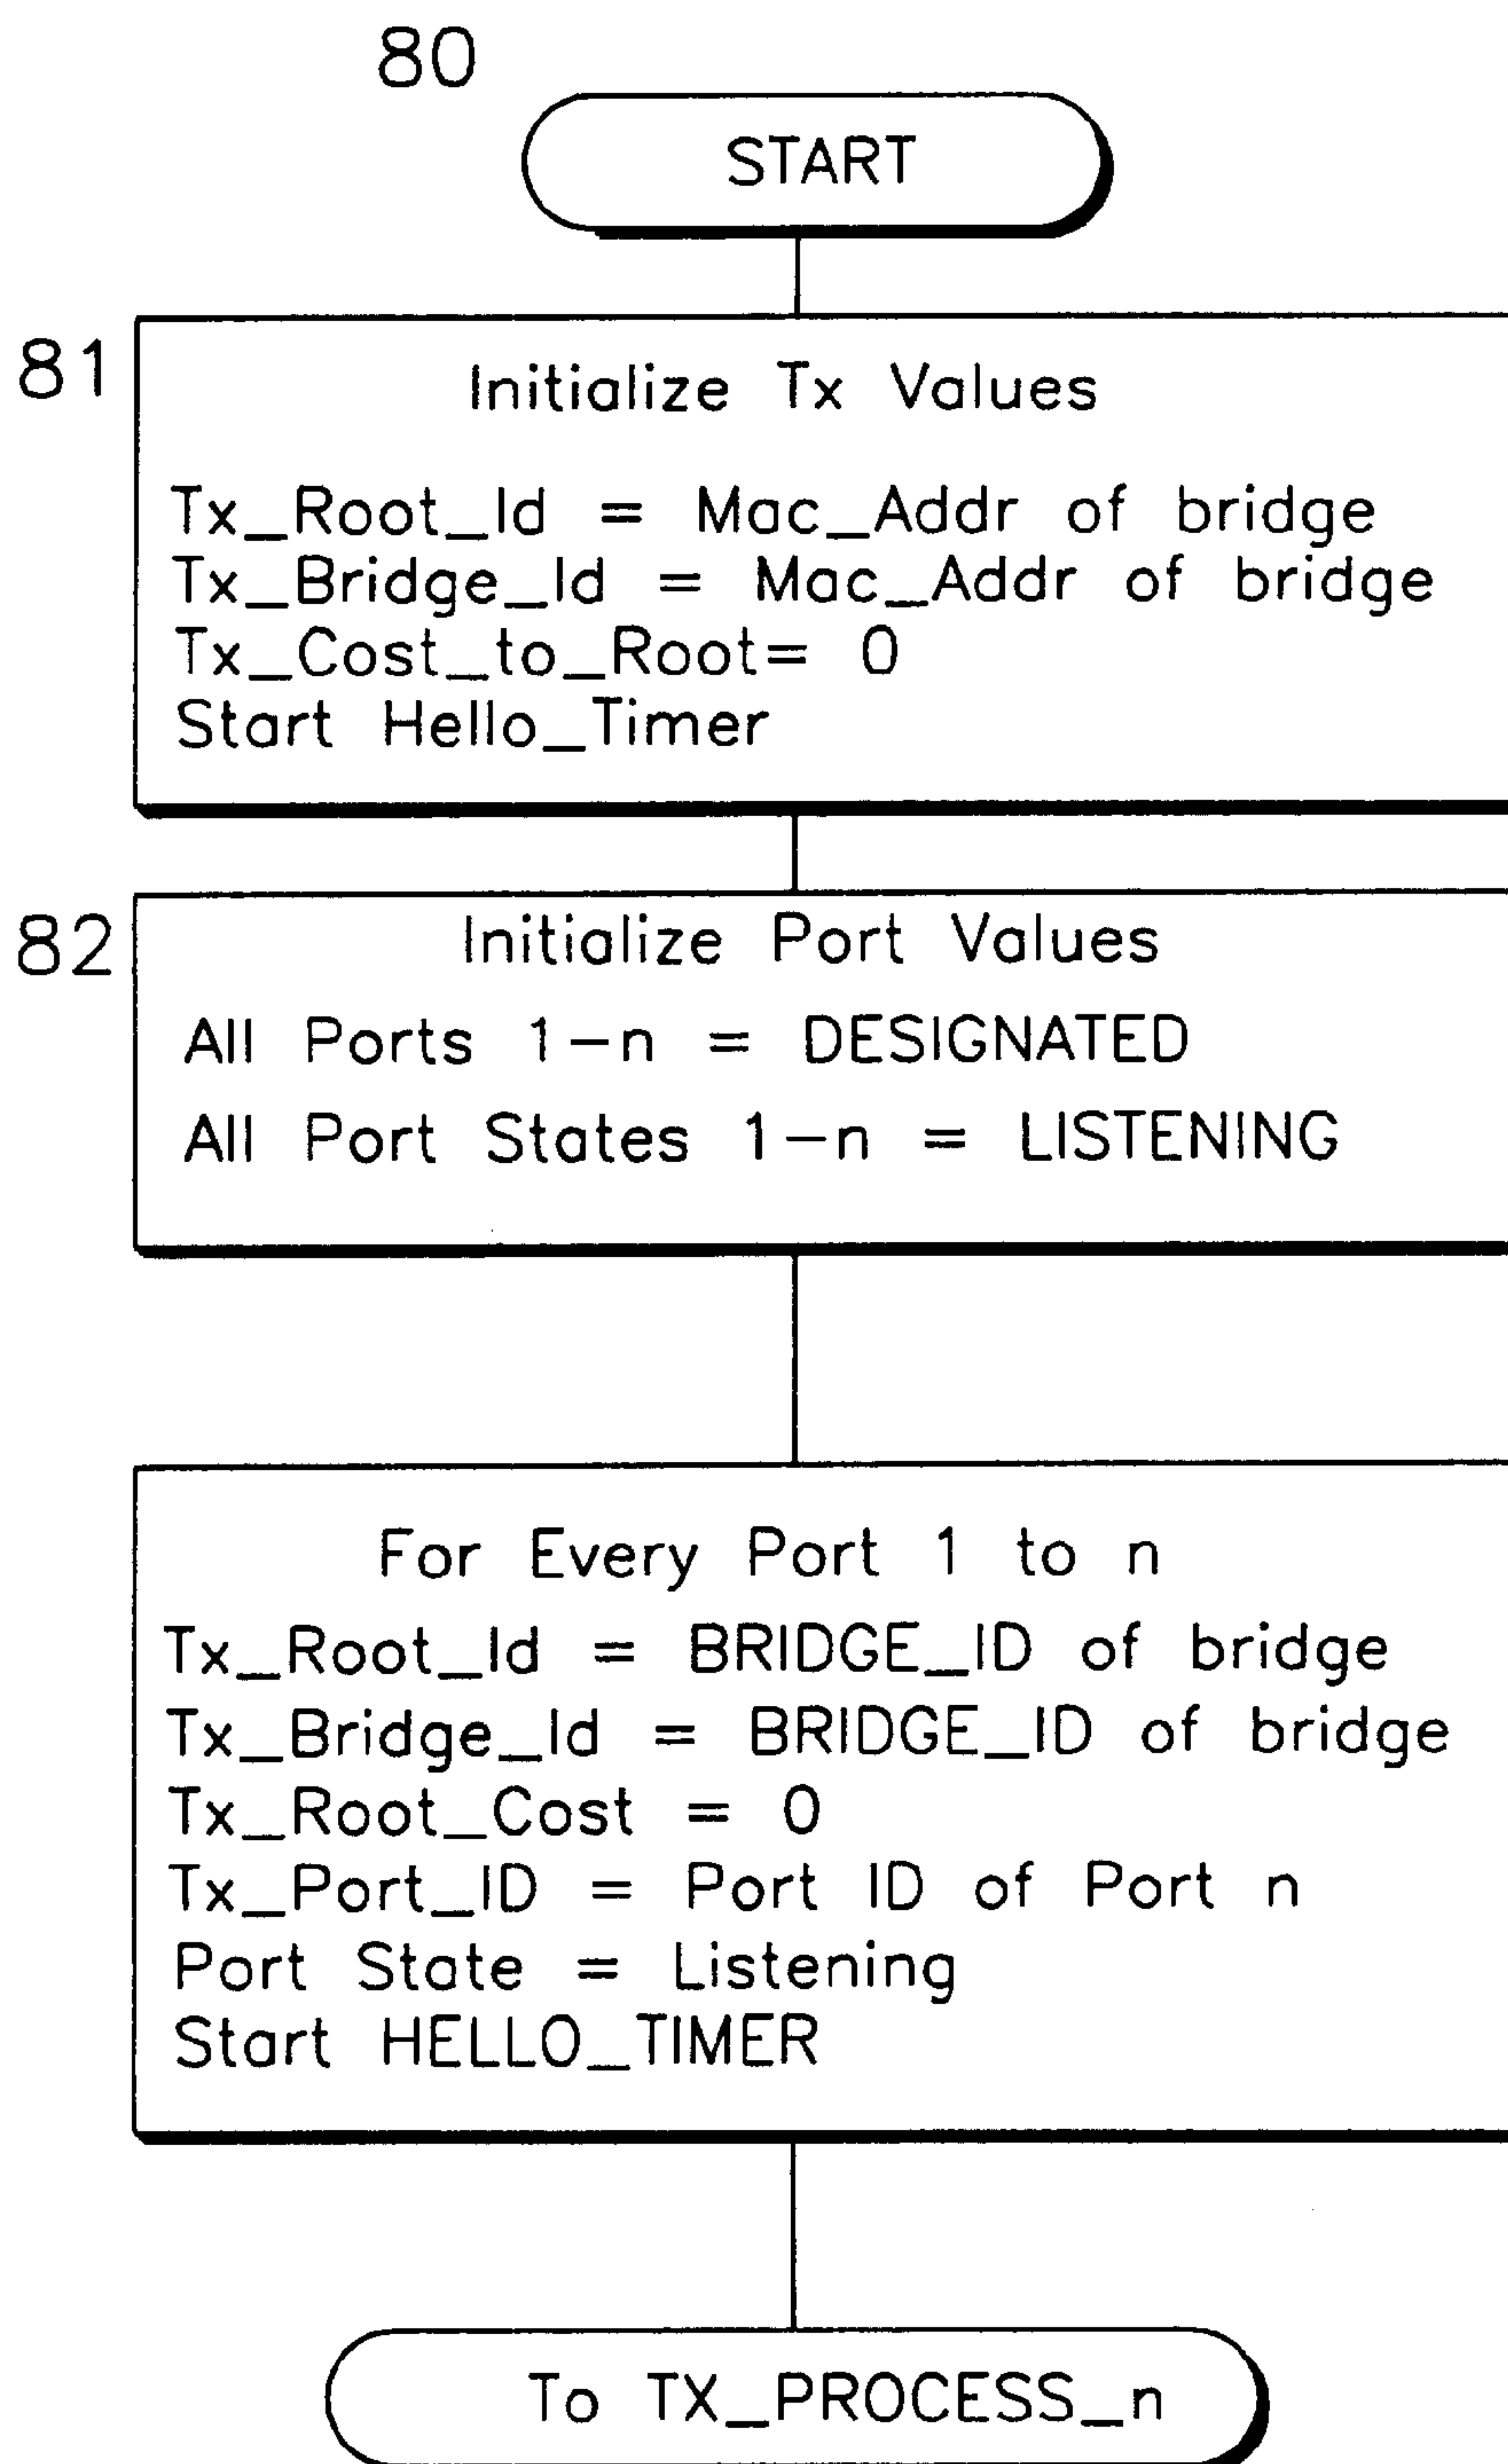 80
START
81
Initialize Tx Values
Tx_Root_Id = Mac_Addr of bridge
Tx_Bridge_Id = Mac_Addr of bridge
Tx_Cost_to_Root= 0
Start Hello_Timer
82
Initialize Port Values
All Ports 1-n = DESIGNATED
All Port States 1-n = LISTENING
For Every Port 1 to n
Tx_Root_Id = BRIDGE_ID of bridge
Tx_Bridge_Id = BRIDGE_ID of bridge
Tx_Root_Cost = 0
Tx_Port_ID = Port ID of Port n
Port State = Listening
Start HELLO_TIMER
To TX_PROCESS_n